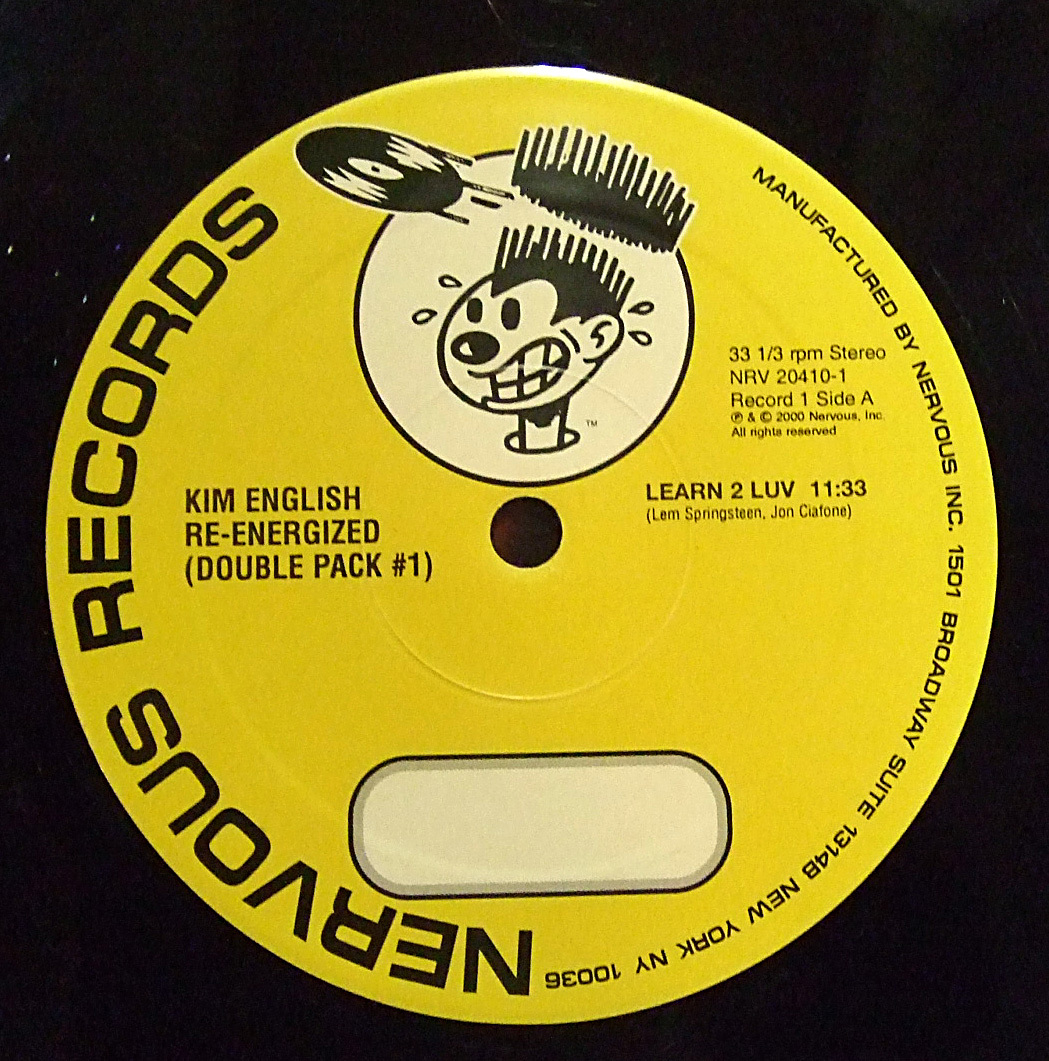 NERVOUS RECORDS
MANUFACTURED BY NERVOUS INC. 1501 BROADWAY SUITE 1314B NEW YORK NY 10036
TM
33 1/3 rpm Stereo
NRV 20410-1
Record 1 Side A
℗ & © 2000 Nervous, Inc.
All rights reserved
KIM ENGLISH
RE-ENERGIZED
(DOUBLE PACK #1)
LEARN 2 LUV 11:33
(Lem Springsteen, Jon Ciafone)